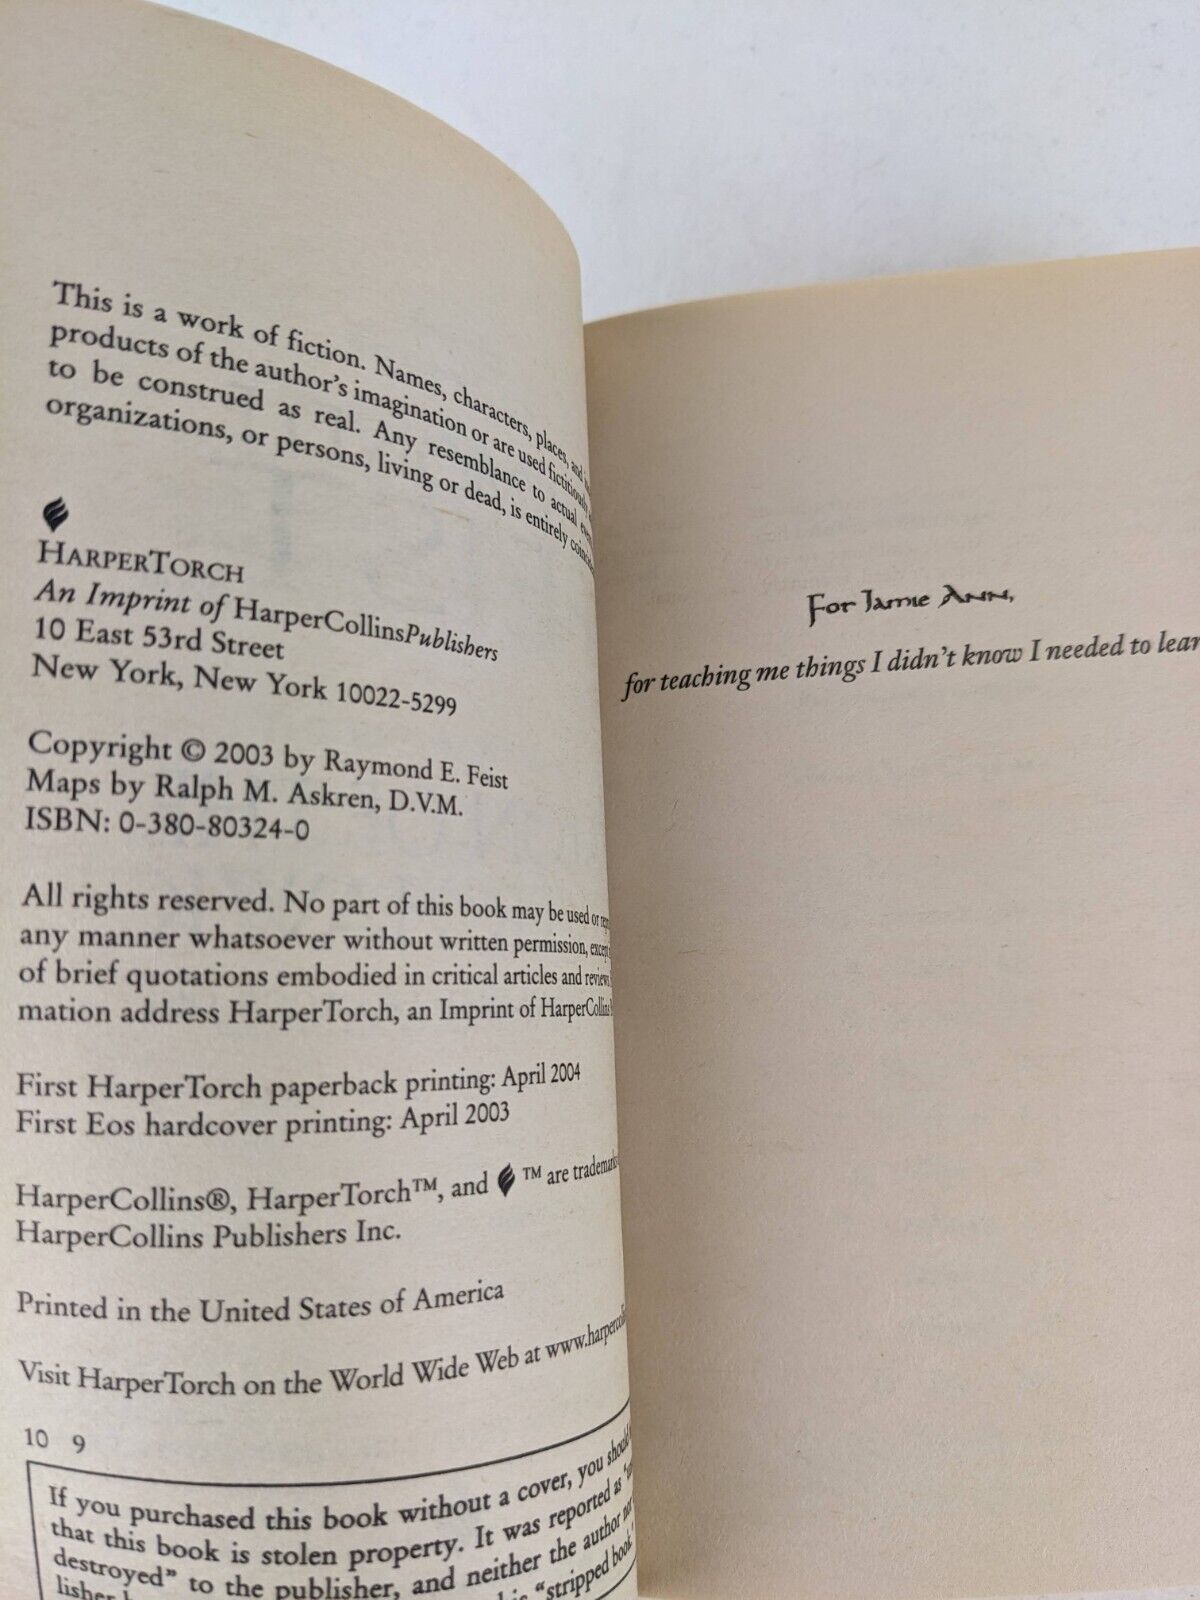 This is a work of fiction. Names, characters, places, and
products of the author's imagination or are used fictitiously
to be construed as real. Any resemblance to actual
organizations, or persons, living or dead, is entirely
HARPERTORCH
An Imprint of HarperCollinsPublishers
10 East 53rd Street
New York, New York 10022-5299
Copyright © 2003 by Raymond E. Feist
Maps by Ralph M. Askren, D.V.M.
ISBN: 0-380-80324-0
All rights reserved. No part of this book may be used or
any manner whatsoever without written permission, except
of brief quotations embodied in critical articles and reviews
mation address HarperTorch, an Imprint of HarperCollins
First HarperTorch paperback printing: April 2004
First Eos hardcover printing: April 2003
HarperCollins®, HarperTorch™, and ™ are trademarks
HarperCollins Publishers Inc.
Printed in the United States of America
Visit HarperTorch on the World Wide Web at
10 9
If you purchased this book without a cover, you should
that this book is stolen property. It was reported as
destroyed" to the publisher, and neither the author nor
"stripped book."
For Jamie Ann,
for teaching me things I didn't know I needed to